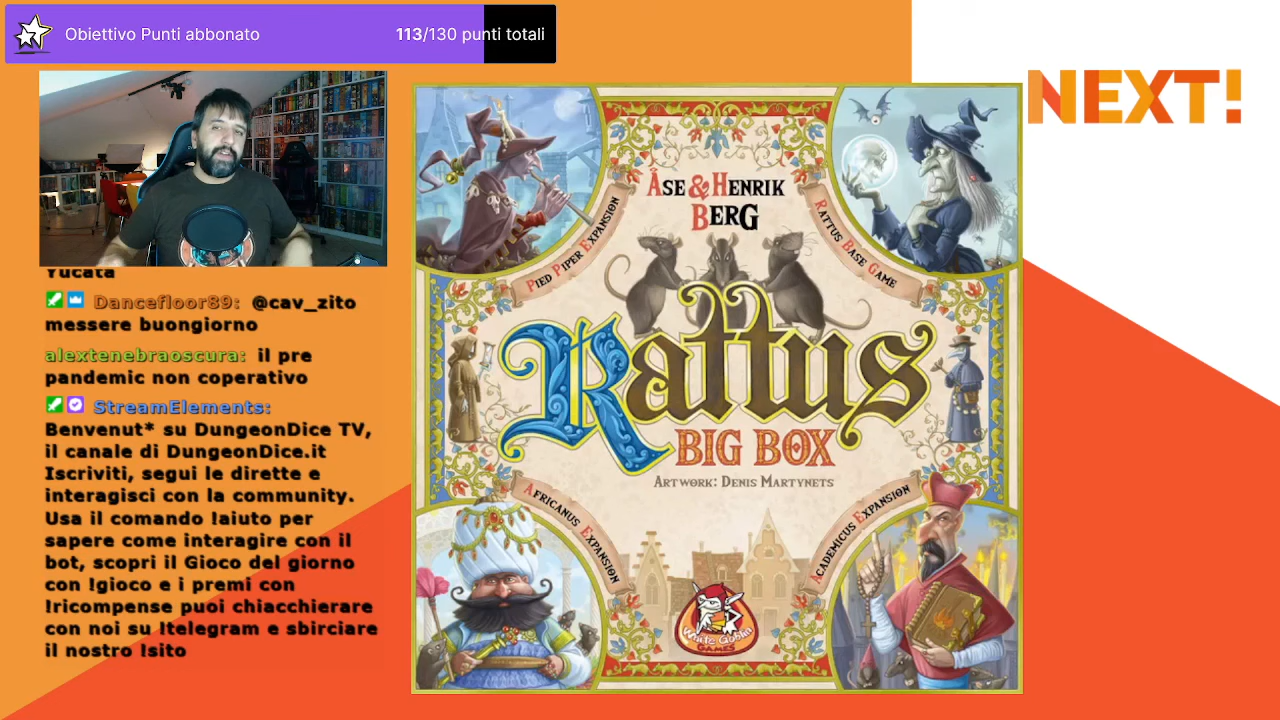 Obiettivo Punti abbonato
113/130 punti totali
NEXT!
Yucata
Dancefloor89: @cav_zito
messere buongiorno
alextenebraoscura: il pre
pandemic non coperativo
StreamElements:
Benvenut* su DungeonDice TV,
il canale di DungeonDice.it
Iscriviti, segui le dirette e
interagisci con la community.
Usa il comando !aiuto per
sapere come interagire con il
bot, scopri il Gioco del giorno
con !gioco e i premi con
!ricompense puoi chiacchierare
con noi su !telegram e sbirciare
il nostro !sito
ÅSE & HENRIK
BERG
PIED PIPER EXPANSION
RATTUS BASE GAME
Rattus
BIG BOX
ARTWORK: DENIS MARTYNETS
AFRICANUS EXPANSION
ACADEMICUS EXPANSION
White Goblin
GAMES